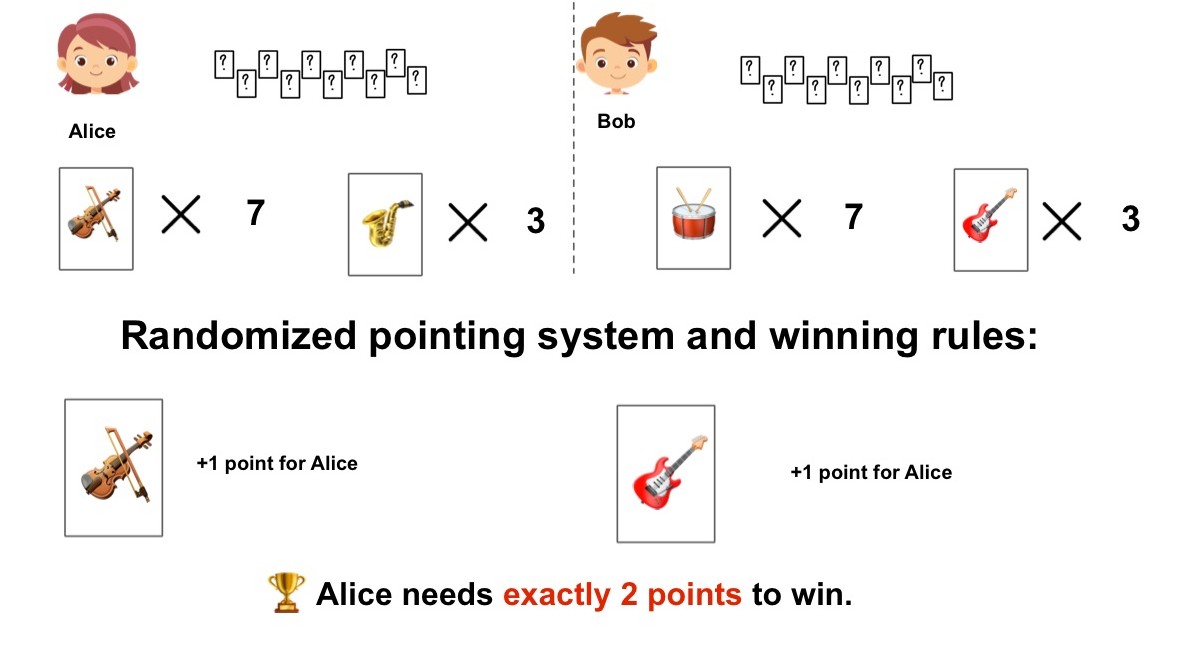 ? ? ? ? ? ? ? ? ? ?
? ? ? ? ? ? ? ? ? ?
Alice
Bob
7
3
7
3
Randomized pointing system and winning rules:
+1 point for Alice
+1 point for Alice
Alice needs exactly 2 points to win.